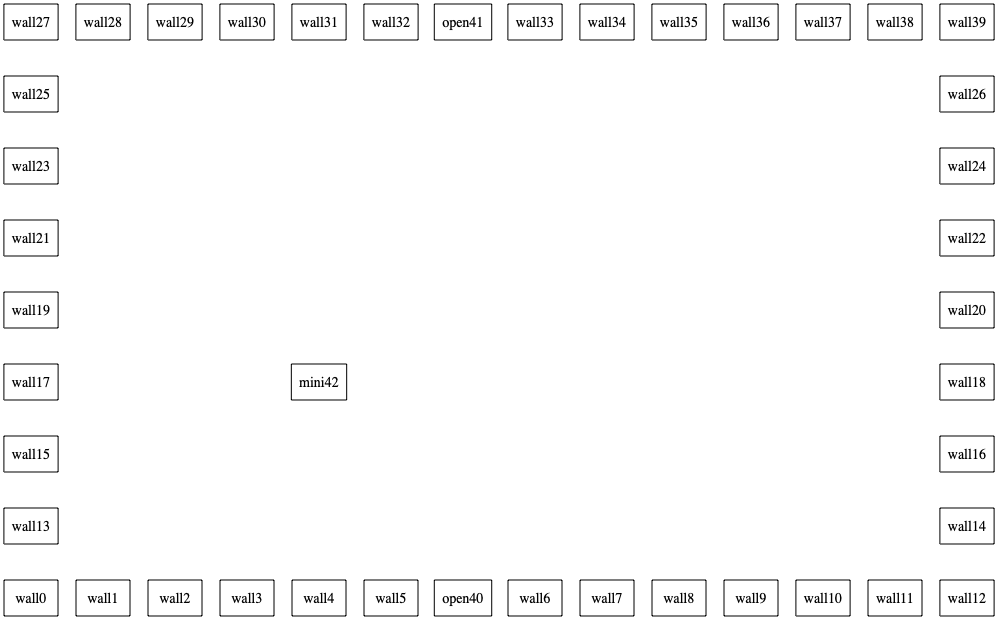 wall27 wall28 wall29 wall30 wall31 wall32 open41 wall33 wall34 wall35 wall36 wall37 wall38 wall39
wall25 wall26
wall23 wall24
wall21 wall22
wall19 wall20
wall17 mini42 wall18
wall15 wall16
wall13 wall14
wall0 wall1 wall2 wall3 wall4 wall5 open40 wall6 wall7 wall8 wall9 wall10 wall11 wall12